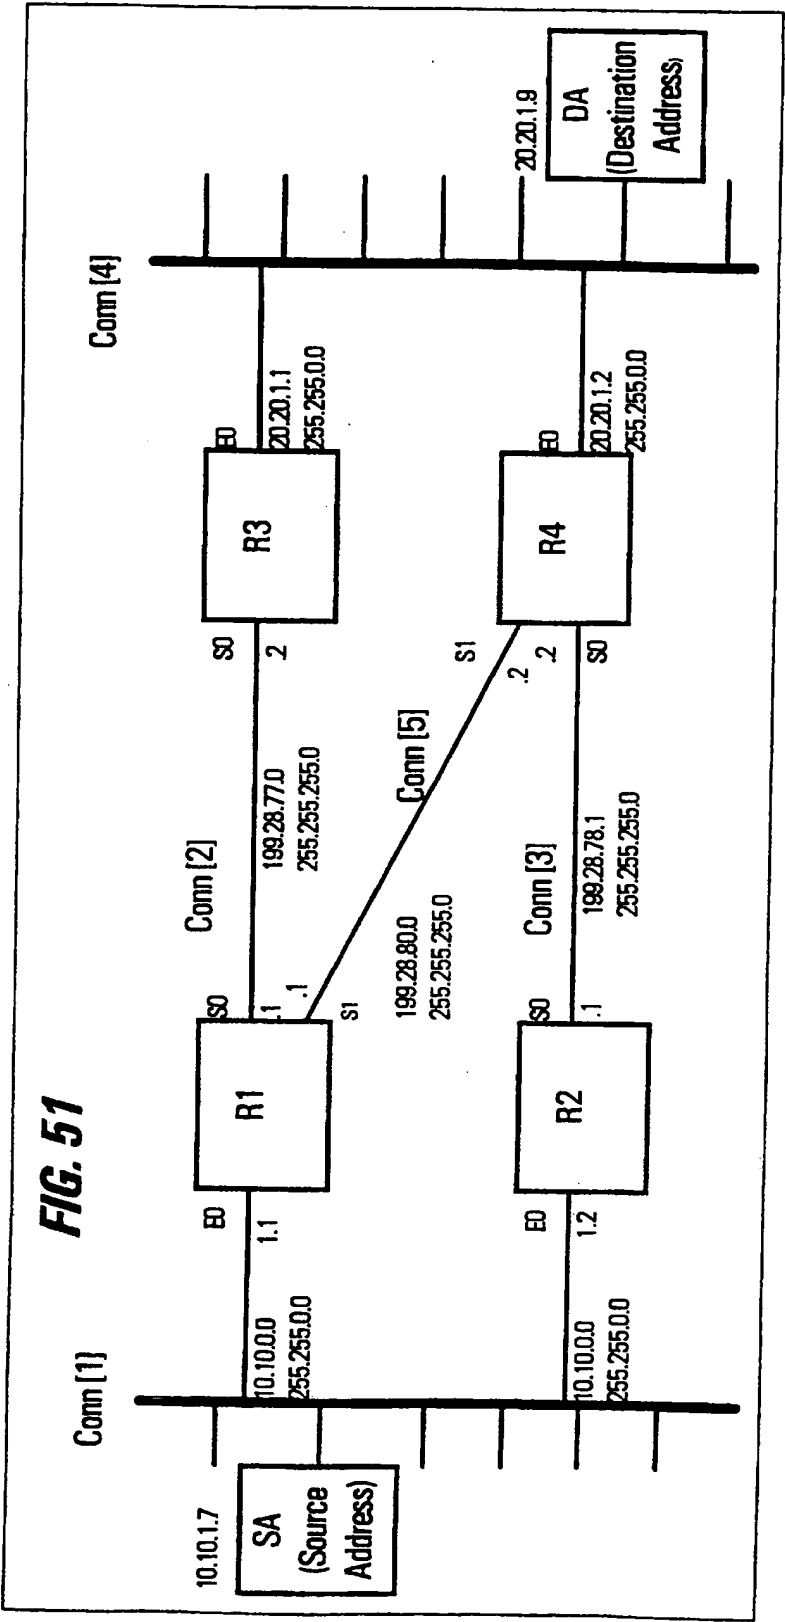 FIG. 51
Conn [1]
Conn [4]
10.10.1.7
SA
(Source
Address)
10.10.0.0
255.255.0.0
E0
1.1
R1
S0
.1
.1
S1
Conn [2]
199.28.77.0
255.255.255.0
S0
.2
R3
E0
20.20.1.1
255.255.0.0
199.28.80.0
255.255.255.0
Conn [5]
S1
.2
10.10.0.0
255.255.0.0
E0
1.2
R2
S0
.1
Conn [3]
199.28.78.1
255.255.255.0
.2
S0
R4
E0
20.20.1.2
255.255.0.0
20.20.1.9
DA
(Destination
Address)